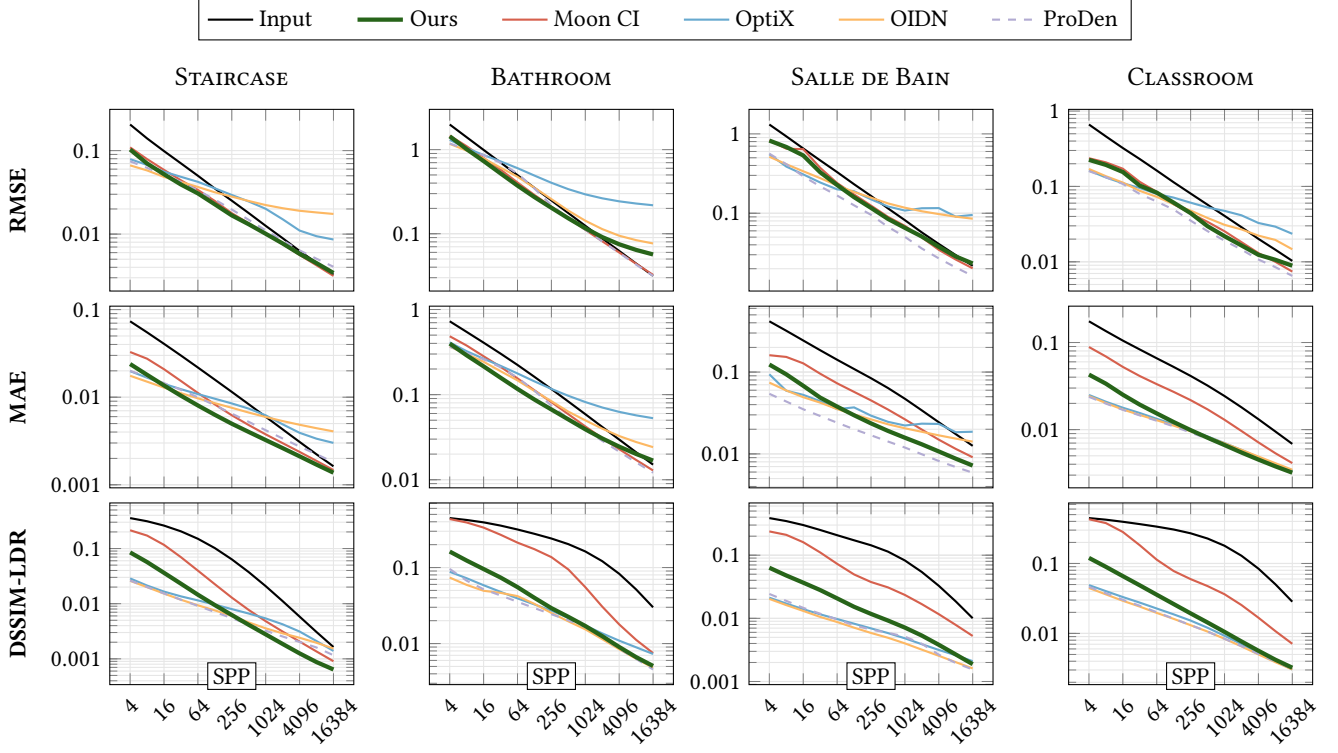 Input Ours Moon CI OptiX OIDN ProDen
STAIRCASE BATHROOM SALLE DE BAIN CLASSROOM
RMSE
0.1
0.01
1
0.1
1
0.1
1
0.1
0.01
MAE
0.1
0.01
0.001
1
0.1
0.01
0.1
0.01
0.1
0.01
DSSIM-LDR
0.1
0.01
0.001
0.1
0.01
0.1
0.01
0.001
0.1
0.01
SPP SPP SPP SPP
4 16 64 256 1024 4096 16384
4 16 64 256 1024 4096 16384
4 16 64 256 1024 4096 16384
4 16 64 256 1024 4096 16384